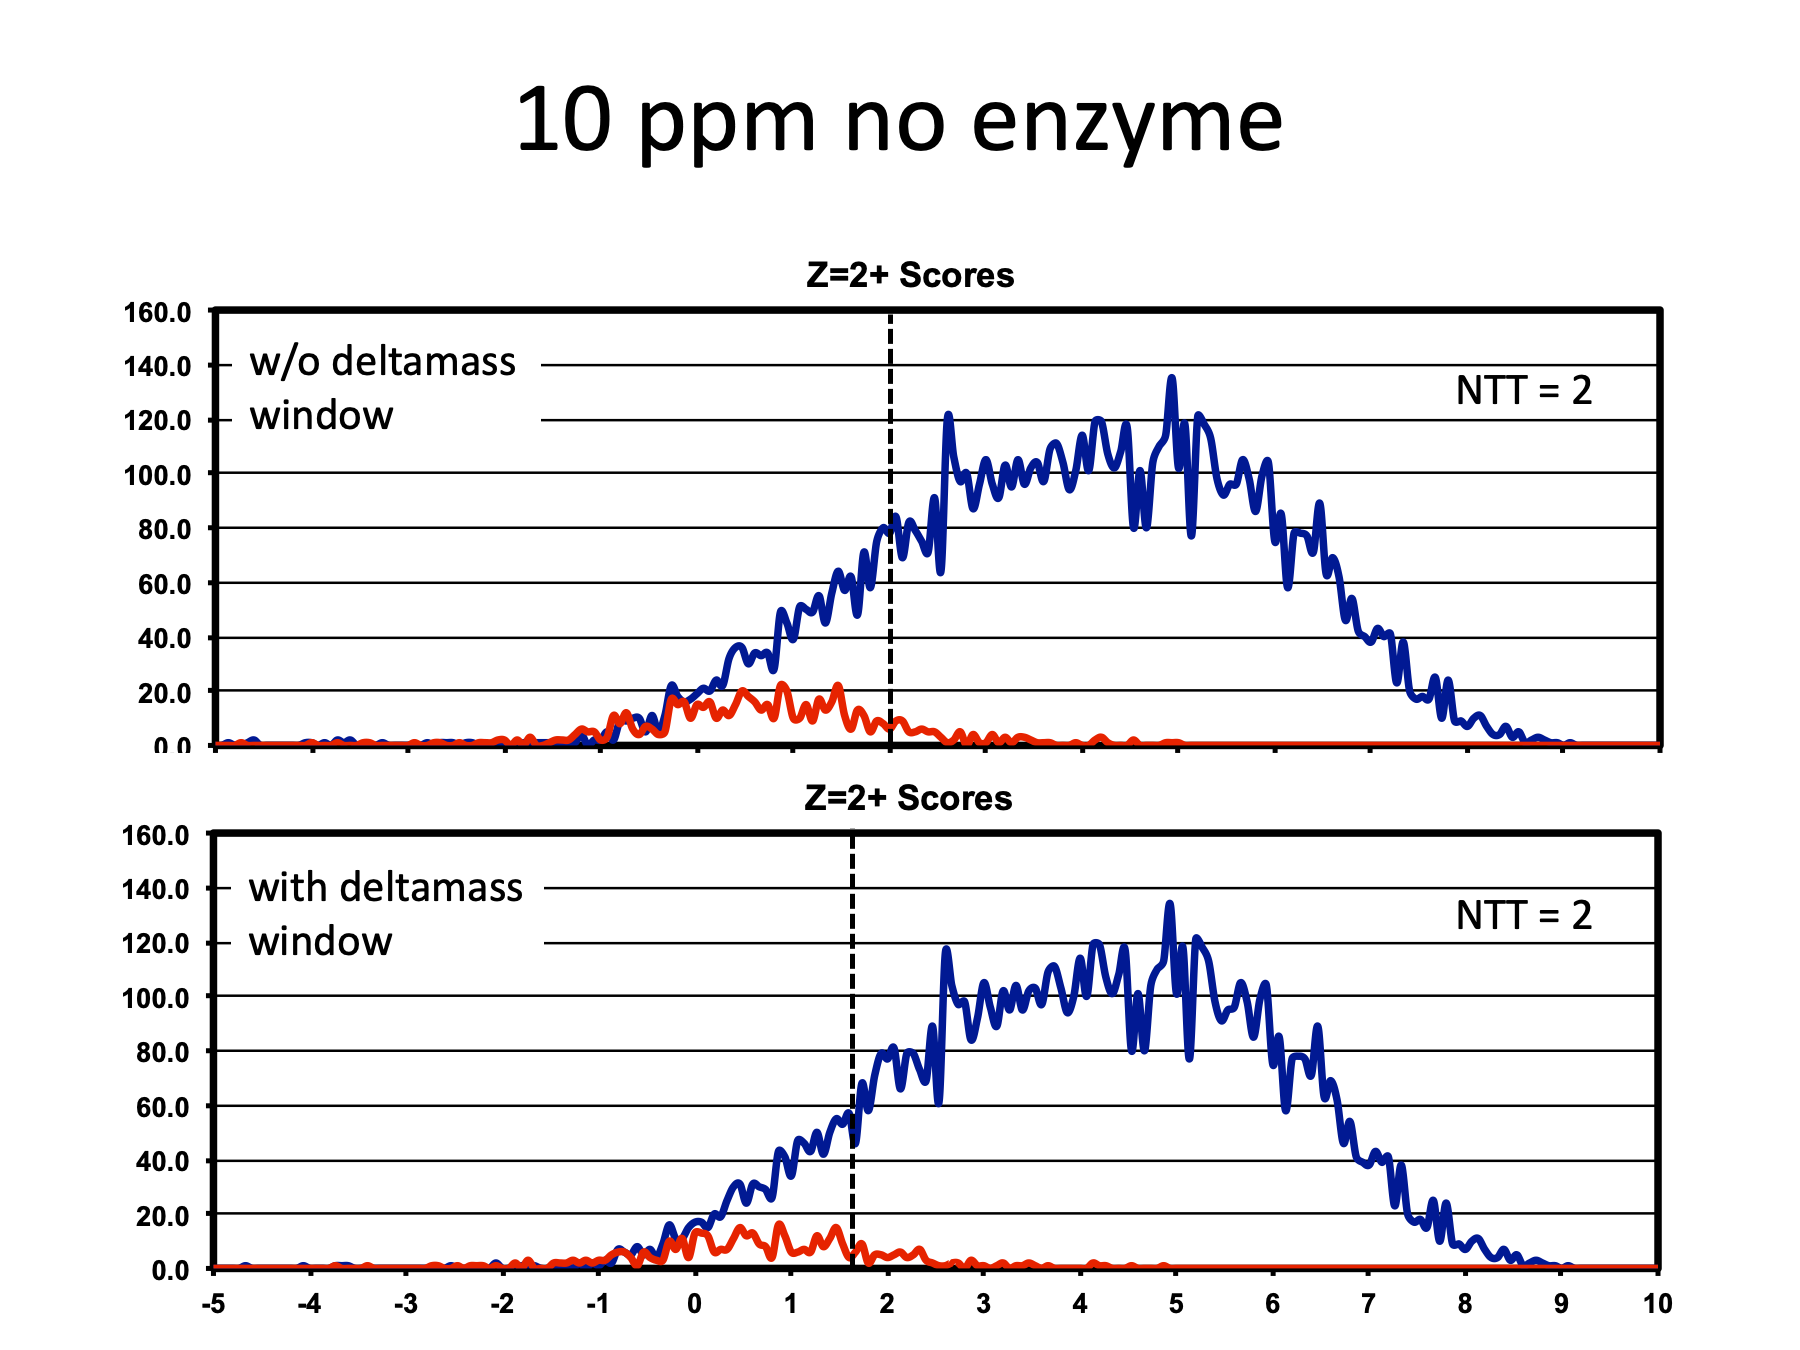 10 ppm no enzyme
Z=2+ Scores
160.0
140.0
120.0
100.0
80.0
60.0
40.0
20.0
0 0
w/o deltamass
window
NTT = 2
Z=2+ Scores
160.0
140.0
120.0
100.0
80.0
60.0
40.0
20.0
0.0
with deltamass
window
NTT = 2
-5 -4 -3 -2 -1 0 1 2 3 4 5 6 7 8 9 10